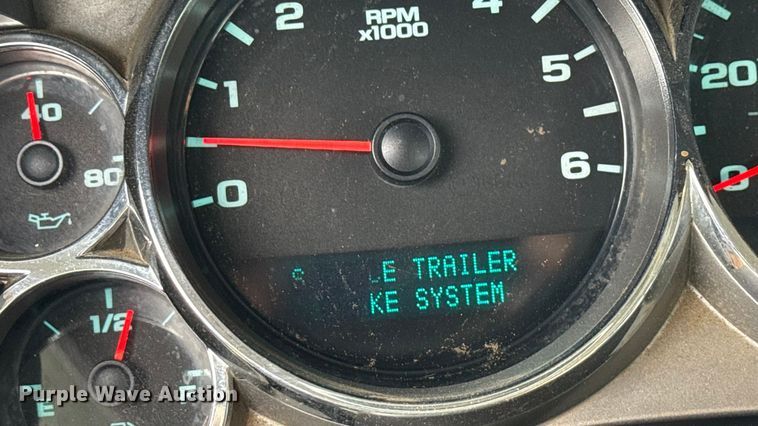 2 4
RPM
x1000
5
1
20
40
6
80
0
0
E TRAILER
KE SYSTEM
1/2
E
Purple Wave Auction